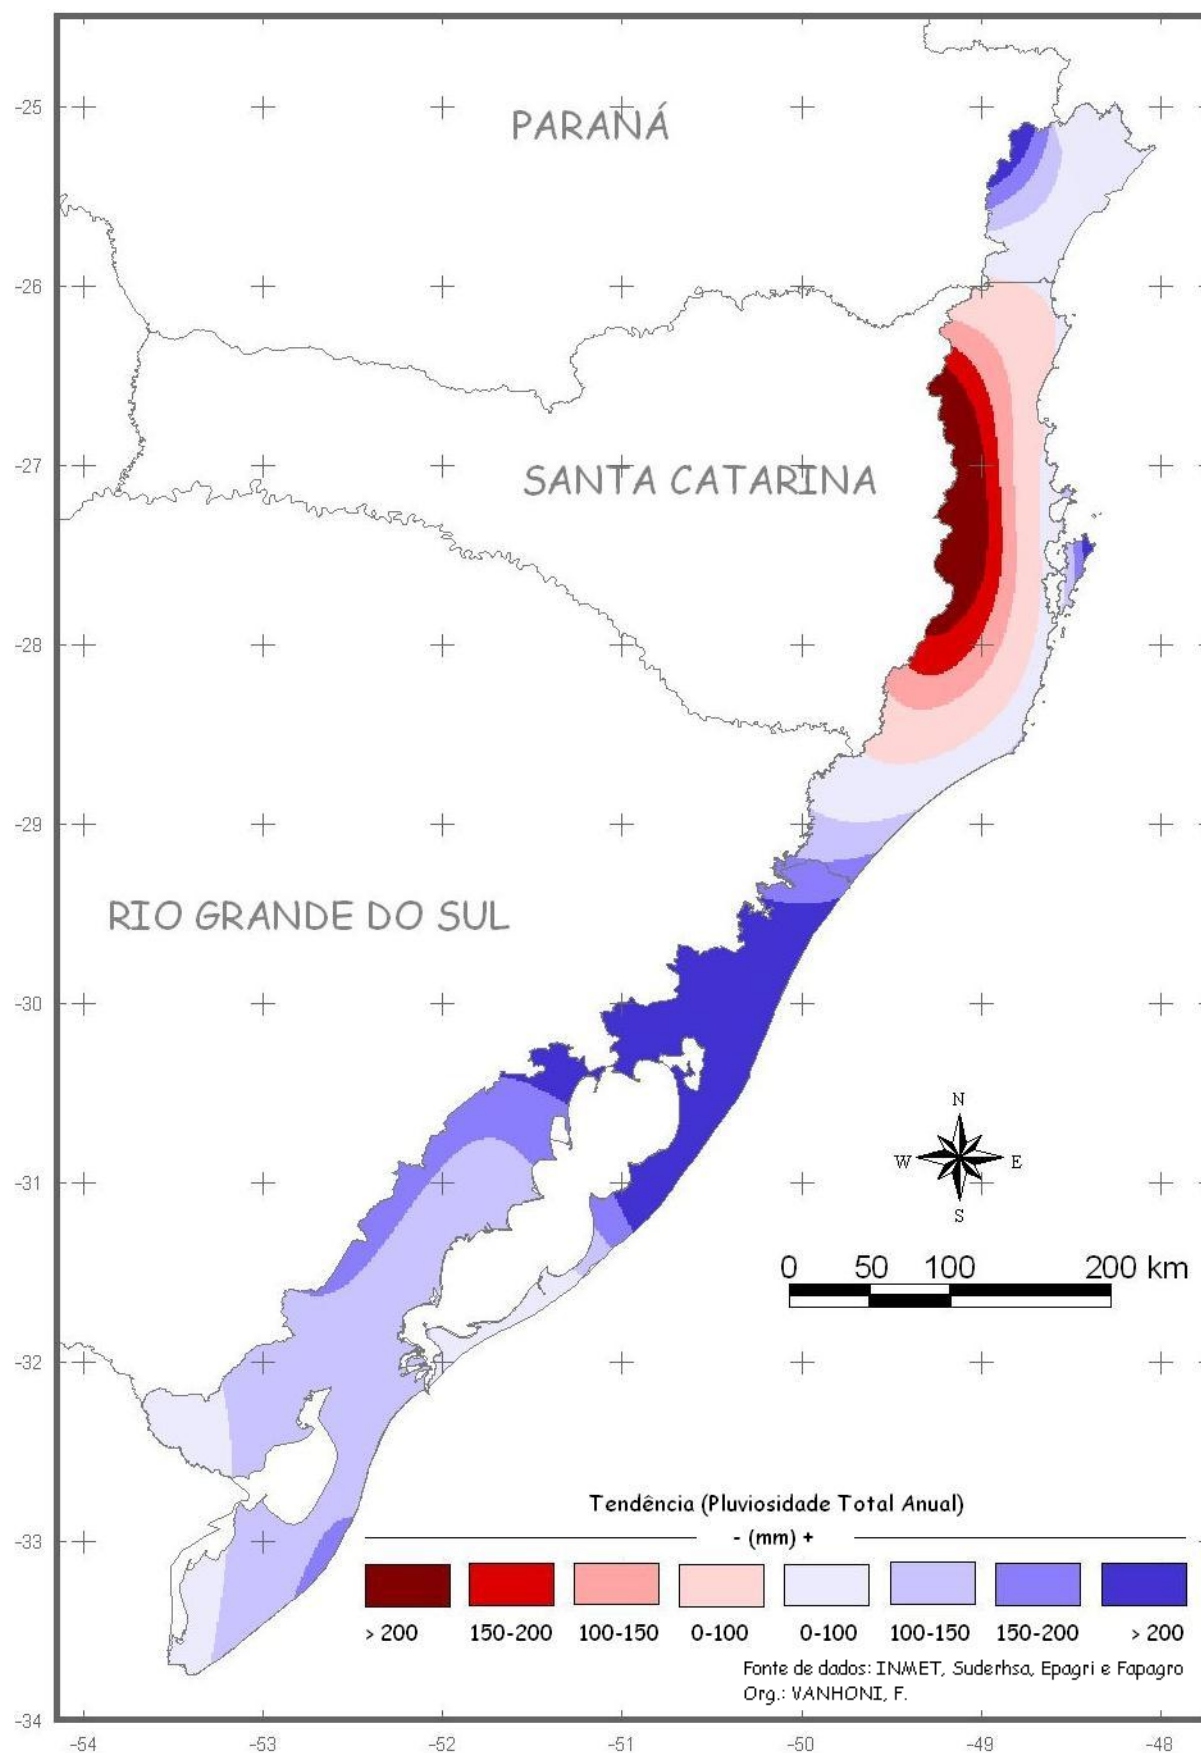 -25
PARANÁ
-26
-27
SANTA CATARINA
-28
-29
RIO GRANDE DO SUL
-30
N
W E
S
-31
0 50 100 200 km
-32
Tendência (Pluviosidade Total Anual)
- (mm) +
-33
> 200 150-200 100-150 0-100 0-100 100-150 150-200 > 200
Fonte de dados: INMET, Suderhsa, Epagri e Fapagro
Org.: VANHONI, F.
-34
-54 -53 -52 -51 -50 -49 -48